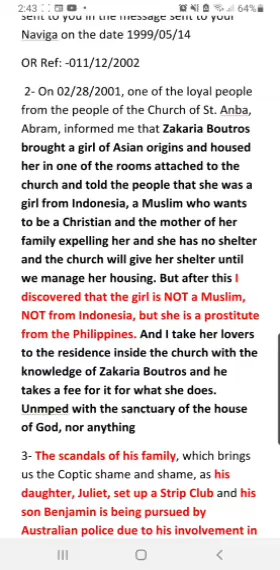 2:43
64%
sent to you in the message sent to your
Naviga on the date 1999/05/14
OR Ref: -011/12/2002
2- On 02/28/2001, one of the loyal people
from the people of the Church of St. Anba,
Abram, informed me that Zakaria Boutros
brought a girl of Asian origins and housed
her in one of the rooms attached to the
church and told the people that she was a
girl from Indonesia, a Muslim who wants
to be a Christian and the mother of her
family expelling her and she has no shelter
and the church will give her shelter until
we manage her housing. But after this I
discovered that the girl is NOT a Muslim,
NOT from Indonesia, but she is a prostitute
from the Philippines. And I take her lovers
to the residence inside the church with the
knowledge of Zakaria Boutros and he
takes a fee for it for what she does.
Unmped with the sanctuary of the house
of God, nor anything
3- The scandals of his family, which brings
us the Coptic shame and shame, as his
daughter, Juliet, set up a Strip Club and his
son Benjamin is being pursued by
Australian police due to his involvement in